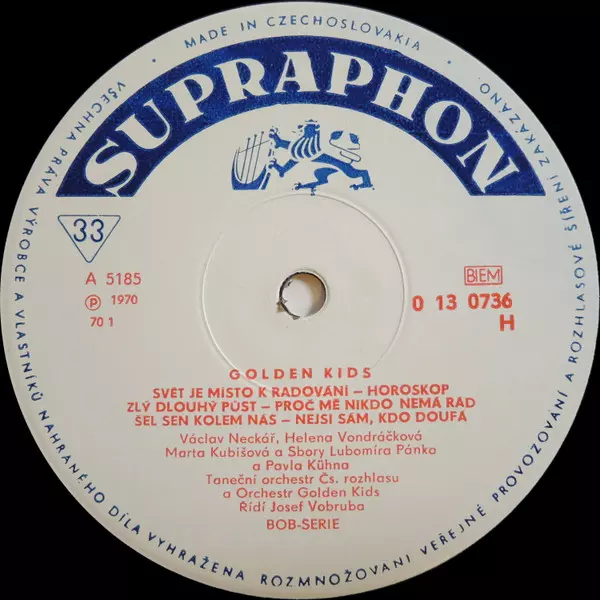 • MADE IN CZECHOSLOVAKIA •
SUPRAPHON
33
A 5185
℗ 1970
70 1
BIEM
0 13 0736
H
GOLDEN KIDS
SVĚT JE MÍSTO K RADOVÁNÍ – HOROSKOP
ZLÝ DLOUHÝ PŮST – PROČ MĚ NIKDO NEMÁ RÁD
ŠEL SEN KOLEM NÁS – NEJSI SÁM, KDO DOUFÁ
Václav Neckář, Helena Vondráčková
Marta Kubišová a Sbory Lubomíra Pánka
a Pavla Kühna
Taneční orchestr Čs. rozhlasu
a Orchestr Golden Kids
Řídí Josef Vobruba
BOB-SERIE
VŠECHNA PRÁVA VÝROBCE A VLASTNÍKŮ NAHRANÉHO DÍLA VYHRAŽENA ROZMNOŽOVÁNÍ VEŘEJNÉ PROVOZOVÁNÍ A ROZHLASOVÉ ŠÍŘENÍ ZAKÁZÁNO